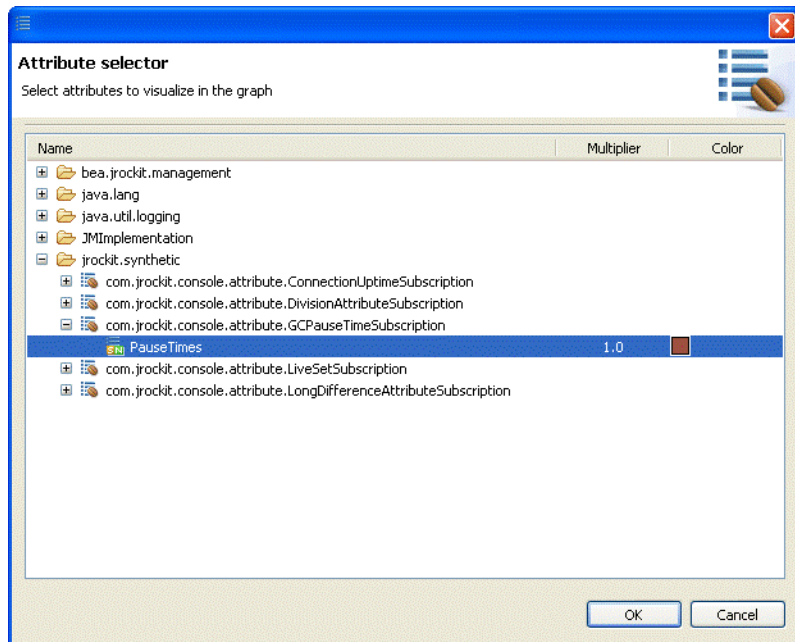 Attribute selector
Select attributes to visualize in the graph
Name Multiplier Color
bea.jrockit.management
java.lang
java.util.logging
JMImplementation
jrockit.synthetic
com.jrockit.console.attribute.ConnectionUptimeSubscription
com.jrockit.console.attribute.DivisionAttributeSubscription
com.jrockit.console.attribute.GCPauseTimeSubscription
PauseTimes 1.0
com.jrockit.console.attribute.LiveSetSubscription
com.jrockit.console.attribute.LongDifferenceAttributeSubscription
OK Cancel